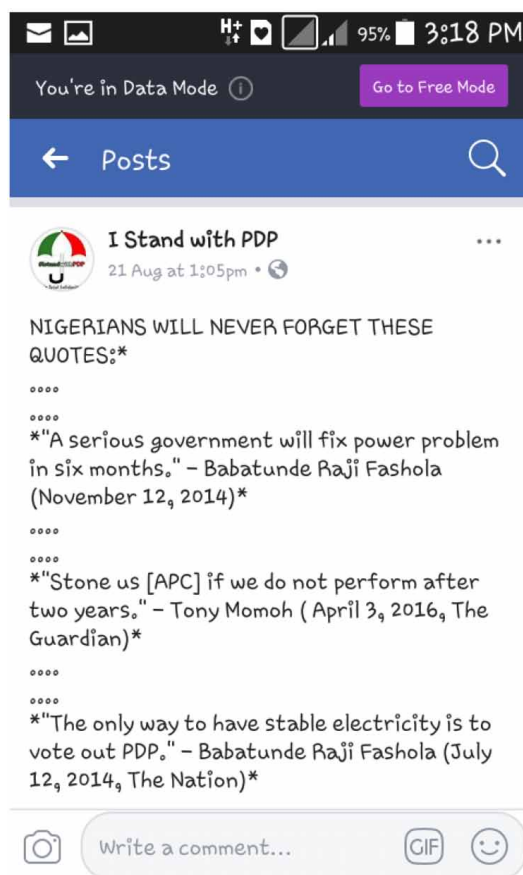 H+ 95% 3:18 PM
You're in Data Mode Go to Free Mode
Posts
I Stand with PDP
21 Aug at 1:05pm
NIGERIANS WILL NEVER FORGET THESE
QUOTES:*
....
....
*"A serious government will fix power problem
in six months." – Babatunde Raji Fashola
(November 12, 2014)*
....
....
*"Stone us [APC] if we do not perform after
two years." – Tony Momoh ( April 3, 2016, The
Guardian)*
....
....
*"The only way to have stable electricity is to
vote out PDP." – Babatunde Raji Fashola (July
12, 2014, The Nation)*
Write a comment... GIF